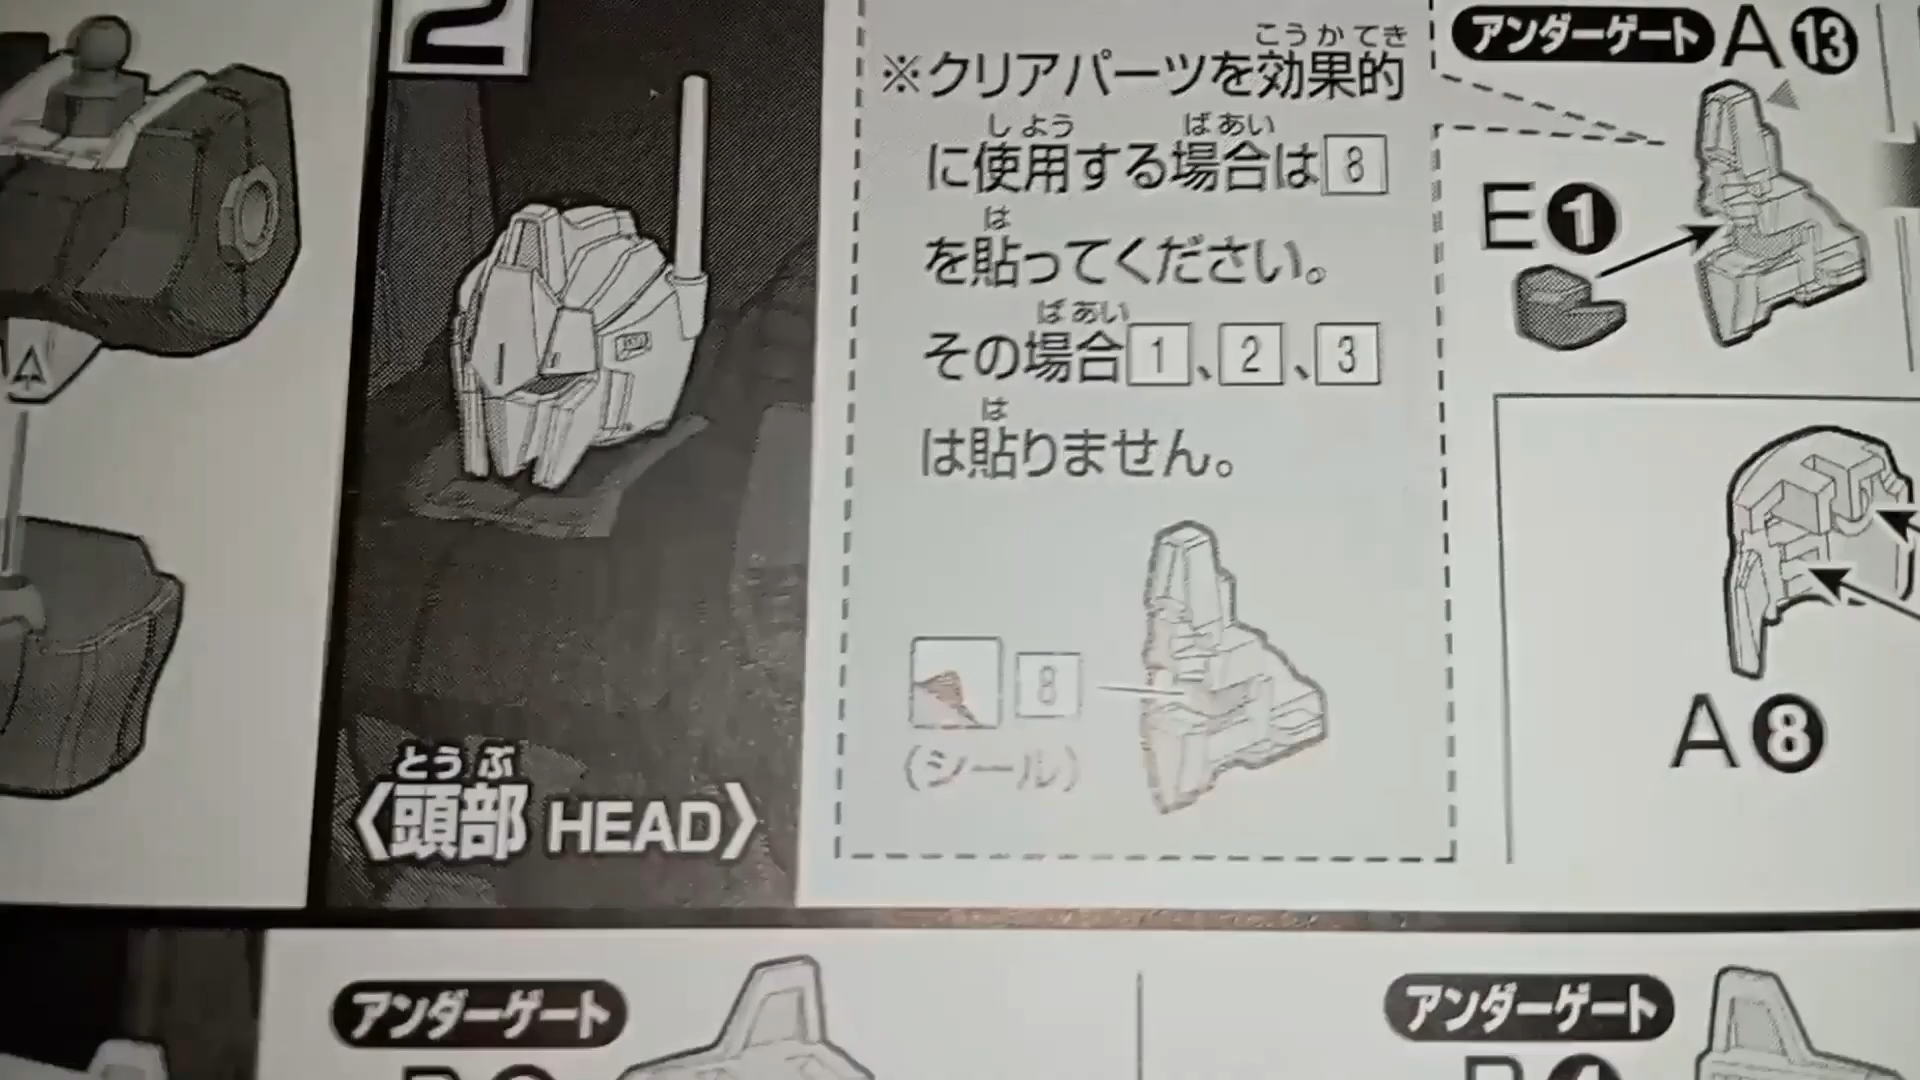 2
〈頭部 HEAD〉
とうぶ
こうかてき
※クリアパーツを効果的
しよう ばあい
に使用する場合は8
は
を貼ってください。
ばあい
その場合1、2、3
は
は貼りません。
8
(シール)
アンダーゲート A13
E1
A8
アンダーゲート
アンダーゲート